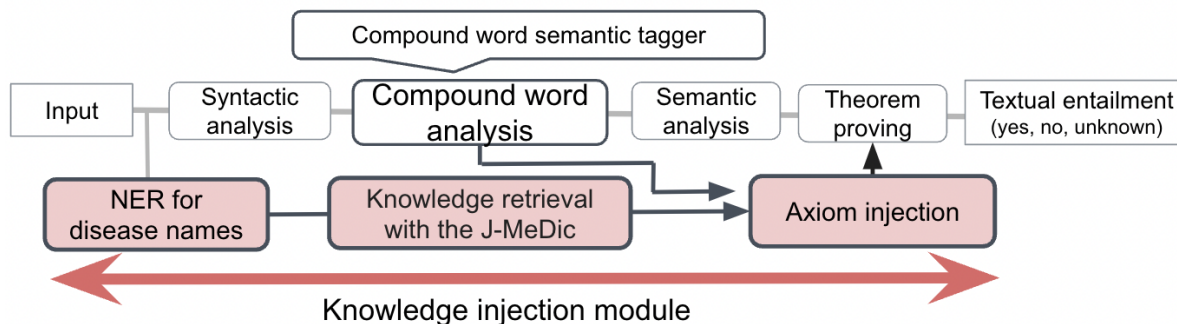 Compound word semantic tagger
Input
Syntactic
analysis
Compound word
analysis
Semantic
analysis
Theorem
proving
Textual entailment
(yes, no, unknown)
NER for
disease names
Knowledge retrieval
with the J-MeDic
Axiom injection
Knowledge injection module